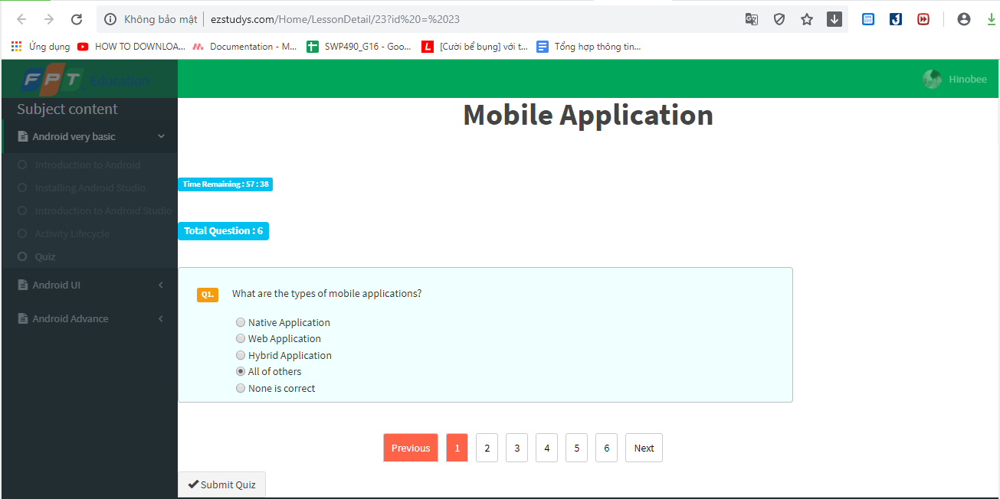 Không bảo mật | ezstudys.com/Home/LessonDetail/23?id%20=%2023
Ứng dụng HOW TO DOWNLOA... Documentation - M... SWP490_G16 - Goo... [Cười bể bụng] với t... Tổng hợp thông tin...
FPT Education
Hinobee
Subject content
Android very basic
Introduction to Android
Installing Android Studio
Introduction to Android Studio
Activity Lifecycle
Quiz
Android UI
Android Advance
Mobile Application
Time Remaining : 57 : 38
Total Question : 6
Q1. What are the types of mobile applications?
Native Application
Web Application
Hybrid Application
All of others
None is correct
Previous 1 2 3 4 5 6 Next
Submit Quiz